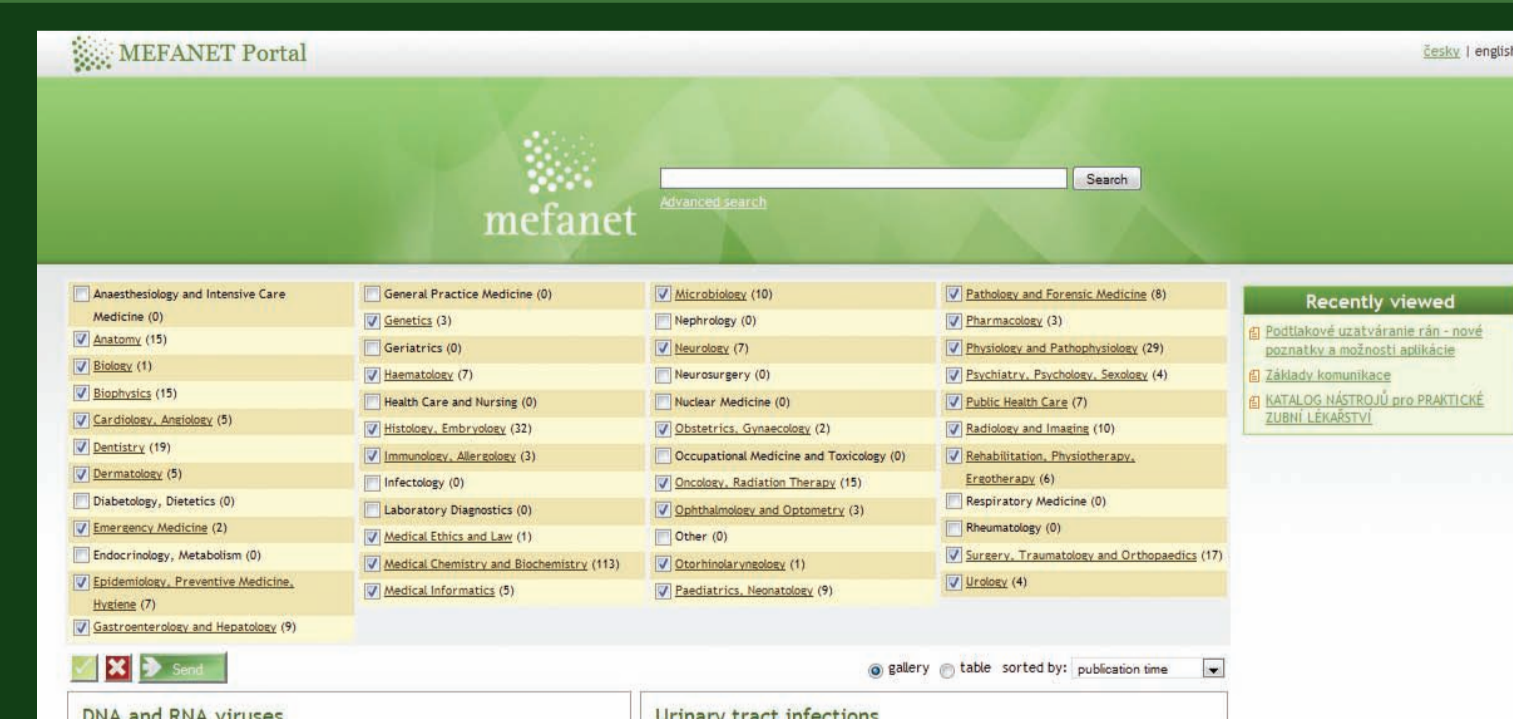 MEFANET Portal
česky | english
mefanet
Search
Advanced search
Anaesthesiology and Intensive Care
Medicine (0)
Anatomy (15)
Biology (1)
Biophysics (15)
Cardiology, Angiology (5)
Dentistry (19)
Dermatology (5)
Diabetology, Dietetics (0)
Emergency Medicine (2)
Endocrinology, Metabolism (0)
Epidemiology, Preventive Medicine,
Hygiene (7)
Gastroenterology and Hepatology (9)
General Practice Medicine (0)
Genetics (3)
Geriatrics (0)
Haematology (7)
Health Care and Nursing (0)
Histology, Embryology (32)
Immunology, Allergology (3)
Infectology (0)
Laboratory Diagnostics (0)
Medical Ethics and Law (1)
Medical Chemistry and Biochemistry (113)
Medical Informatics (5)
Microbiology (10)
Nephrology (0)
Neurology (7)
Neurosurgery (0)
Nuclear Medicine (0)
Obstetrics, Gynaecology (2)
Occupational Medicine and Toxicology (0)
Oncology, Radiation Therapy (15)
Ophthalmology and Optometry (3)
Other (0)
Otorhinolaryngology (1)
Paediatrics, Neonatology (9)
Pathology and Forensic Medicine (8)
Pharmacology (3)
Physiology and Pathophysiology (29)
Psychiatry, Psychology, Sexology (4)
Public Health Care (7)
Radiology and Imaging (10)
Rehabilitation, Physiotherapy,
Ergotherapy (6)
Respiratory Medicine (0)
Rheumatology (0)
Surgery, Traumatology and Orthopaedics (17)
Urology (4)
Recently viewed
Podtlakové uzatváranie rán - nové
poznatky a možnosti aplikácie
Základy komunikace
KATALOG NÁSTROJŮ pro PRAKTICKÉ
ZUBNÍ LÉKAŘSTVÍ
Send
gallery table sorted by: publication time
DNA and RNA viruses
Urinary tract infections